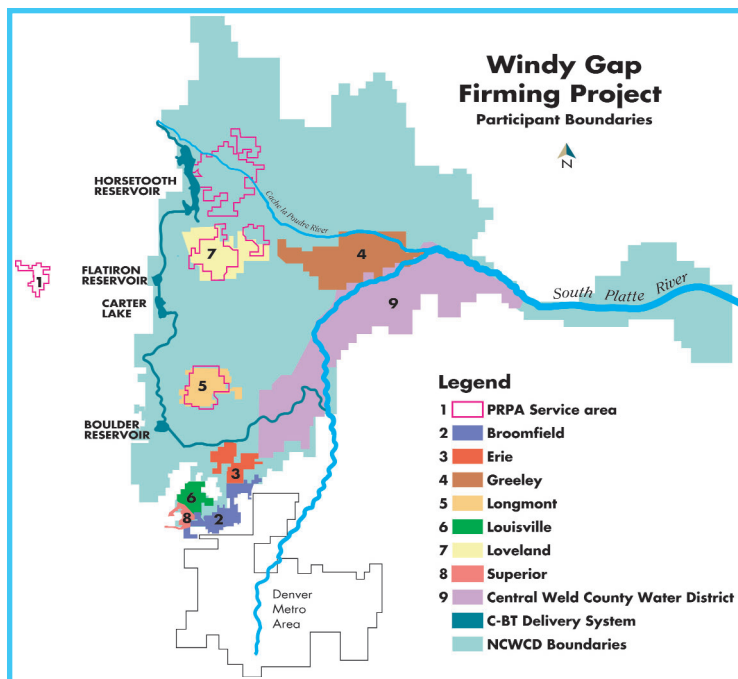 Windy Gap
Firming Project
Participant Boundaries
N
HORSETOOTH
RESERVOIR
Cache la Poudre River
7
4
1
FLATIRON
RESERVOIR
CARTER
LAKE
9
South Platte River
5
BOULDER
RESERVOIR
3
6
8
2
Denver
Metro
Area
Legend
1 PRPA Service area
2 Broomfield
3 Erie
4 Greeley
5 Longmont
6 Louisville
7 Loveland
8 Superior
9 Central Weld County Water District
C-BT Delivery System
NCWCD Boundaries